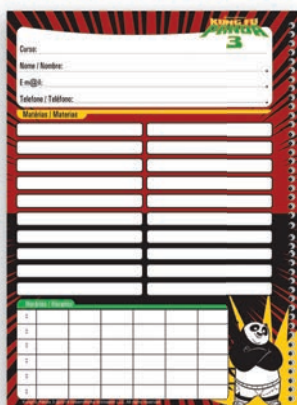 KUNG FU
PANDA
3
Curso:
Nome / Nombre:
E-m@il:
Telefone / Teléfono:
Matérias / Materias
Horários / Horarios